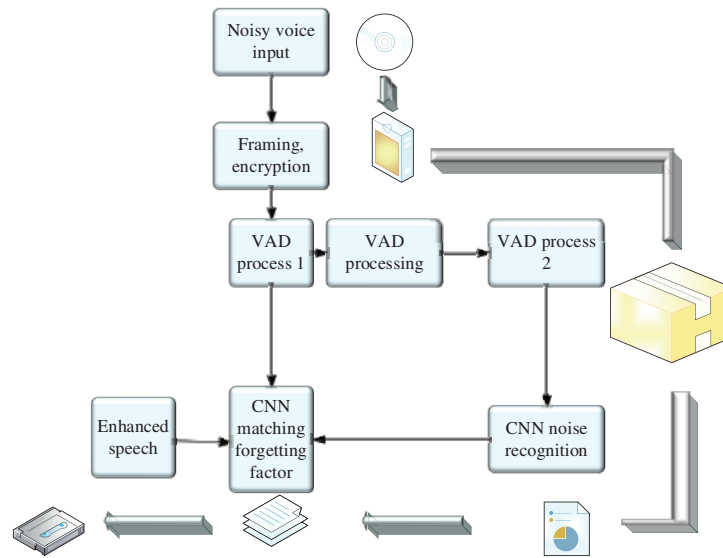 Noisy voice
input
Framing,
encryption
VAD
process 1
VAD
processing
VAD process
2
Enhanced
speech
CNN
matching
forgetting
factor
CNN noise
recognition